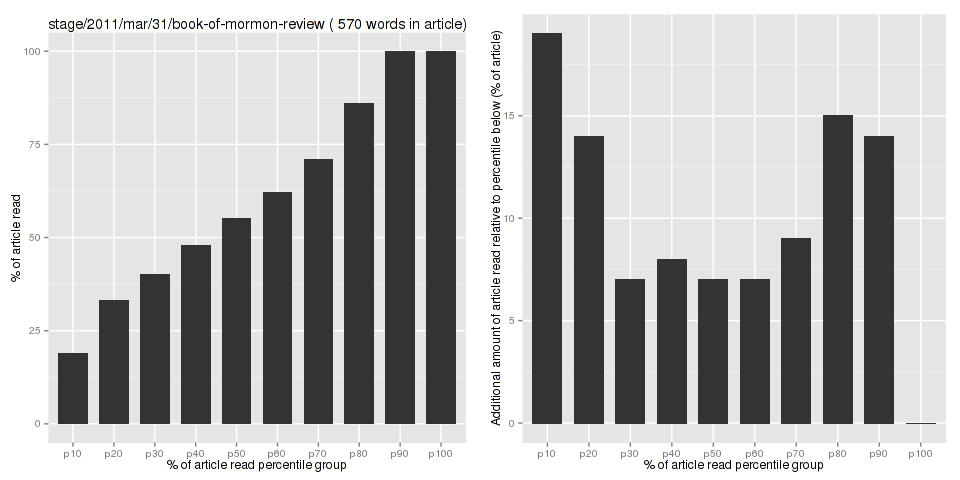 stage/2011/mar/31/book-of-mormon-review ( 570 words in article)
% of article read
100
75
50
25
0
p10 p20 p30 p40 p50 p60 p70 p80 p90 p100
% of article read percentile group
Additional amount of article read relative to percentile below (% of article)
15
10
5
0
p10 p20 p30 p40 p50 p60 p70 p80 p90 p100
% of article read percentile group